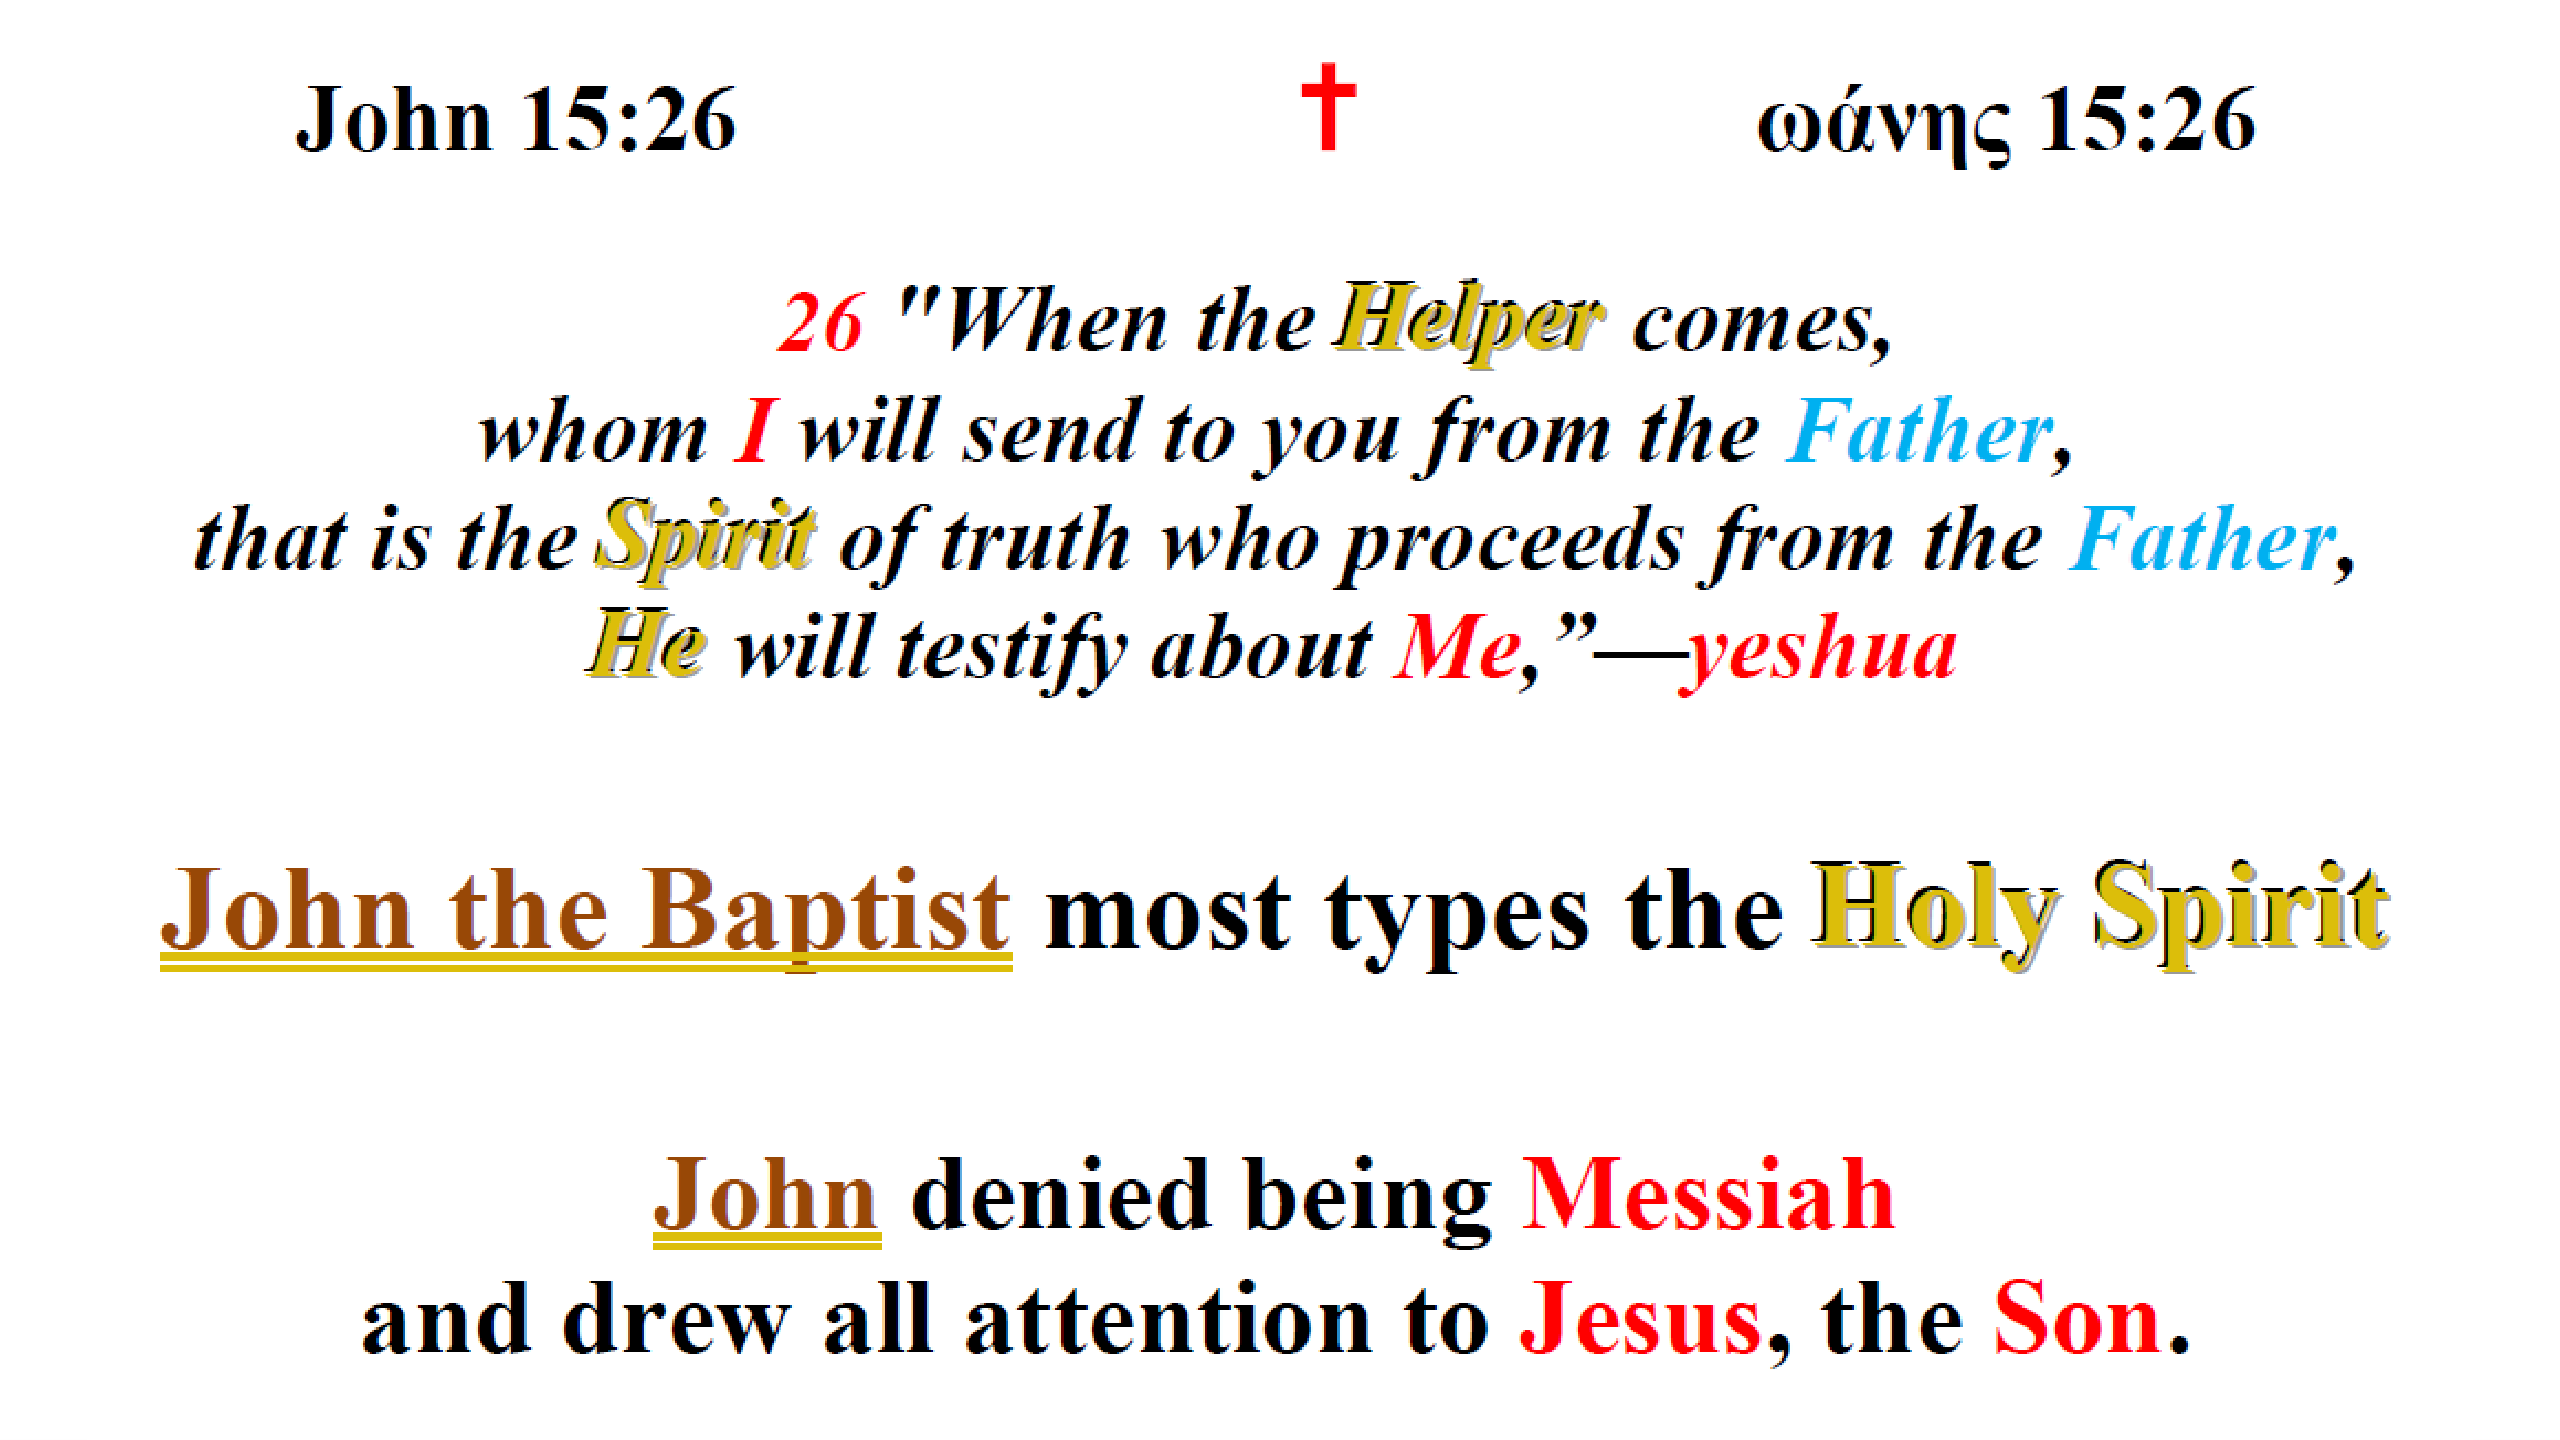 John 15:26 ✝ ωάνης 15:26
26 "When the Helper comes,
whom I will send to you from the Father,
that is the Spirit of truth who proceeds from the Father,
He will testify about Me,”—yeshua
John the Baptist most types the Holy Spirit
John denied being Messiah
and drew all attention to Jesus, the Son.